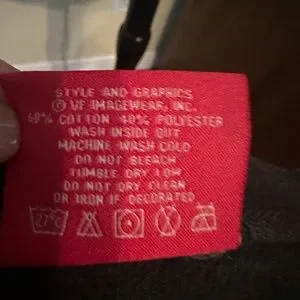 STYLE AND GRAPHICS
© VF IMAGEWEAR, INC.
60% COTTON 40% POLYESTER
WASH INSIDE OUT
MACHINE WASH COLD
DO NOT BLEACH
TUMBLE DRY LOW
DO NOT DRY CLEAN
OR IRON IF DECORATED
27°C